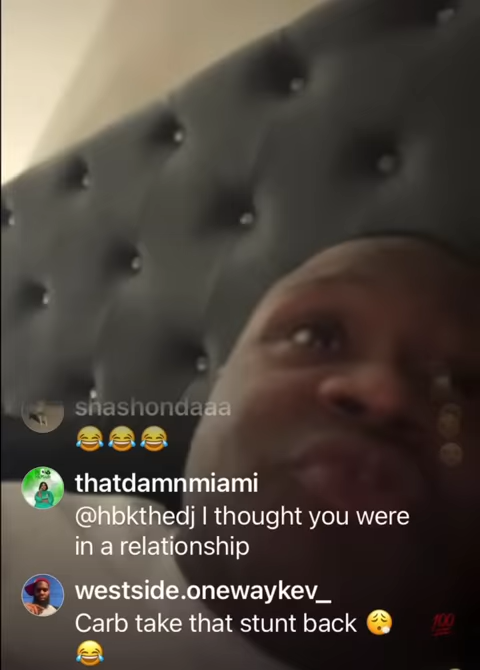 shashondaaa
😂😂😂
thatdamnmiami
@hbkthedj I thought you were
in a relationship
westside.onewaykev_
Carb take that stunt back 😮‍💨
😂
💯